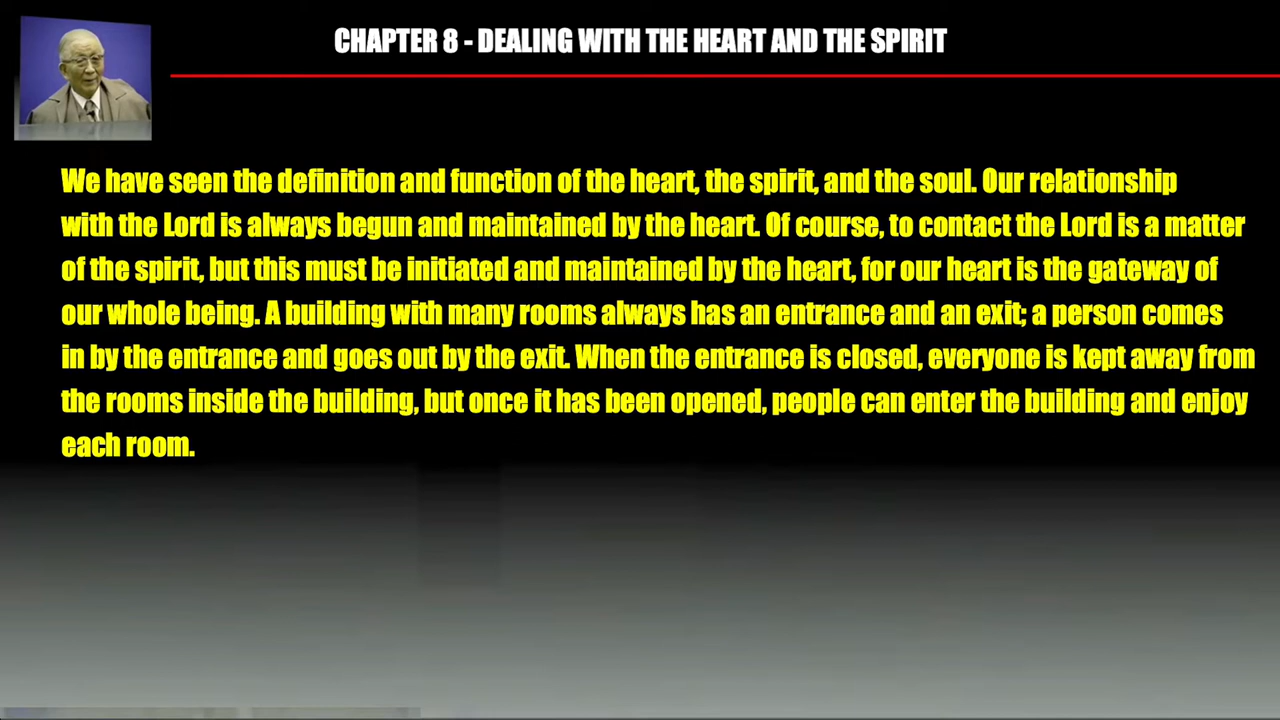 CHAPTER 8 - DEALING WITH THE HEART AND THE SPIRIT
We have seen the definition and function of the heart, the spirit, and the soul. Our relationship
with the Lord is always begun and maintained by the heart. Of course, to contact the Lord is a matter
of the spirit, but this must be initiated and maintained by the heart, for our heart is the gateway of
our whole being. A building with many rooms always has an entrance and an exit; a person comes
in by the entrance and goes out by the exit. When the entrance is closed, everyone is kept away from
the rooms inside the building, but once it has been opened, people can enter the building and enjoy
each room.